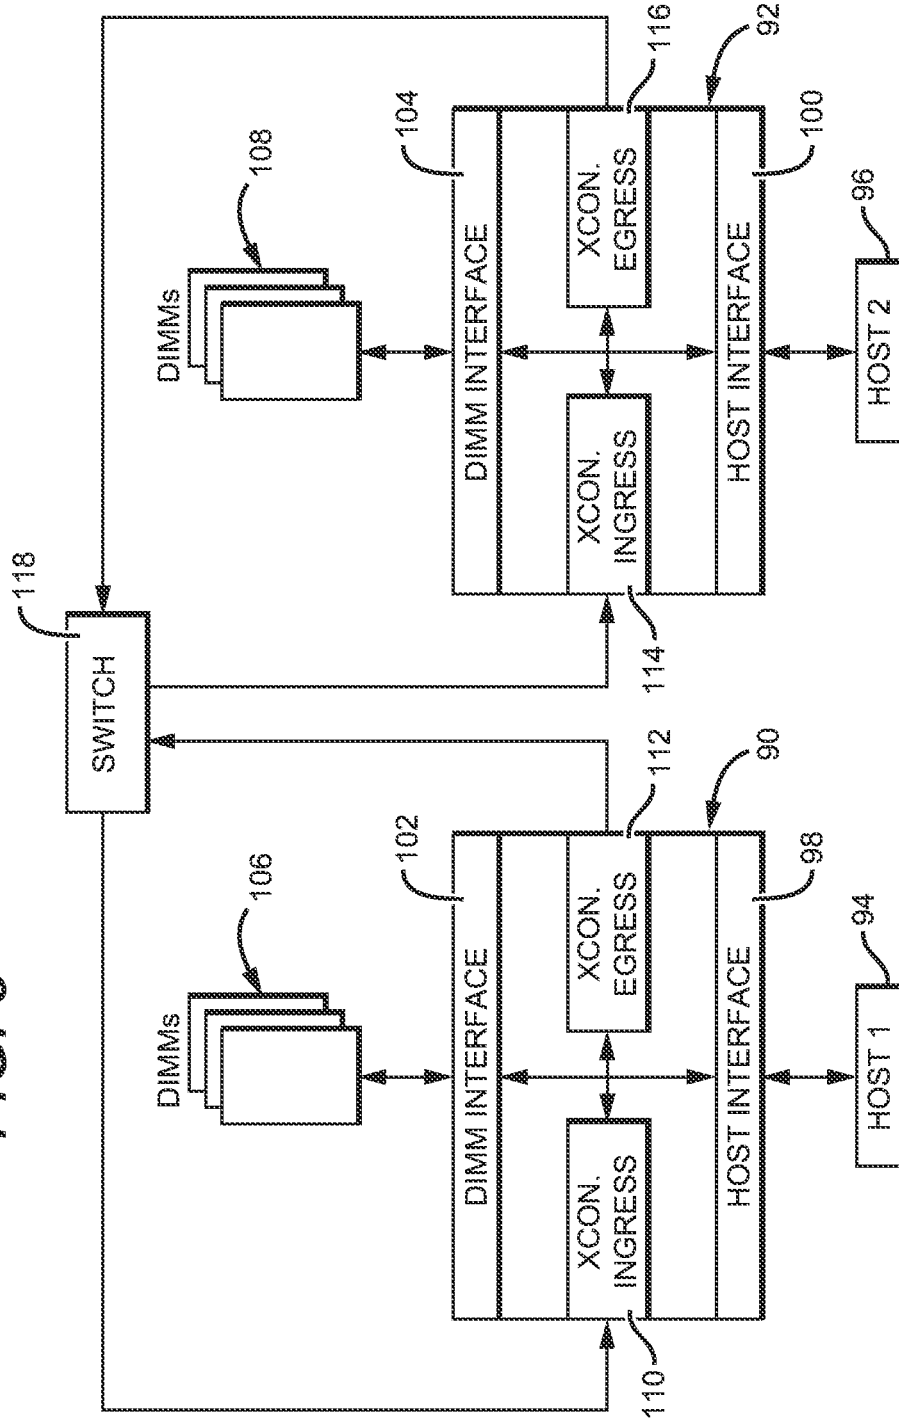 118
SWITCH
DIMMs
DIMMs
106
108
102
104
DIMM INTERFACE
DIMM INTERFACE
XCON.
INGRESS
XCON.
EGRESS
XCON.
INGRESS
XCON.
EGRESS
110
112
114
116
HOST INTERFACE
HOST INTERFACE
90
92
98
100
94
96
HOST 1
HOST 2